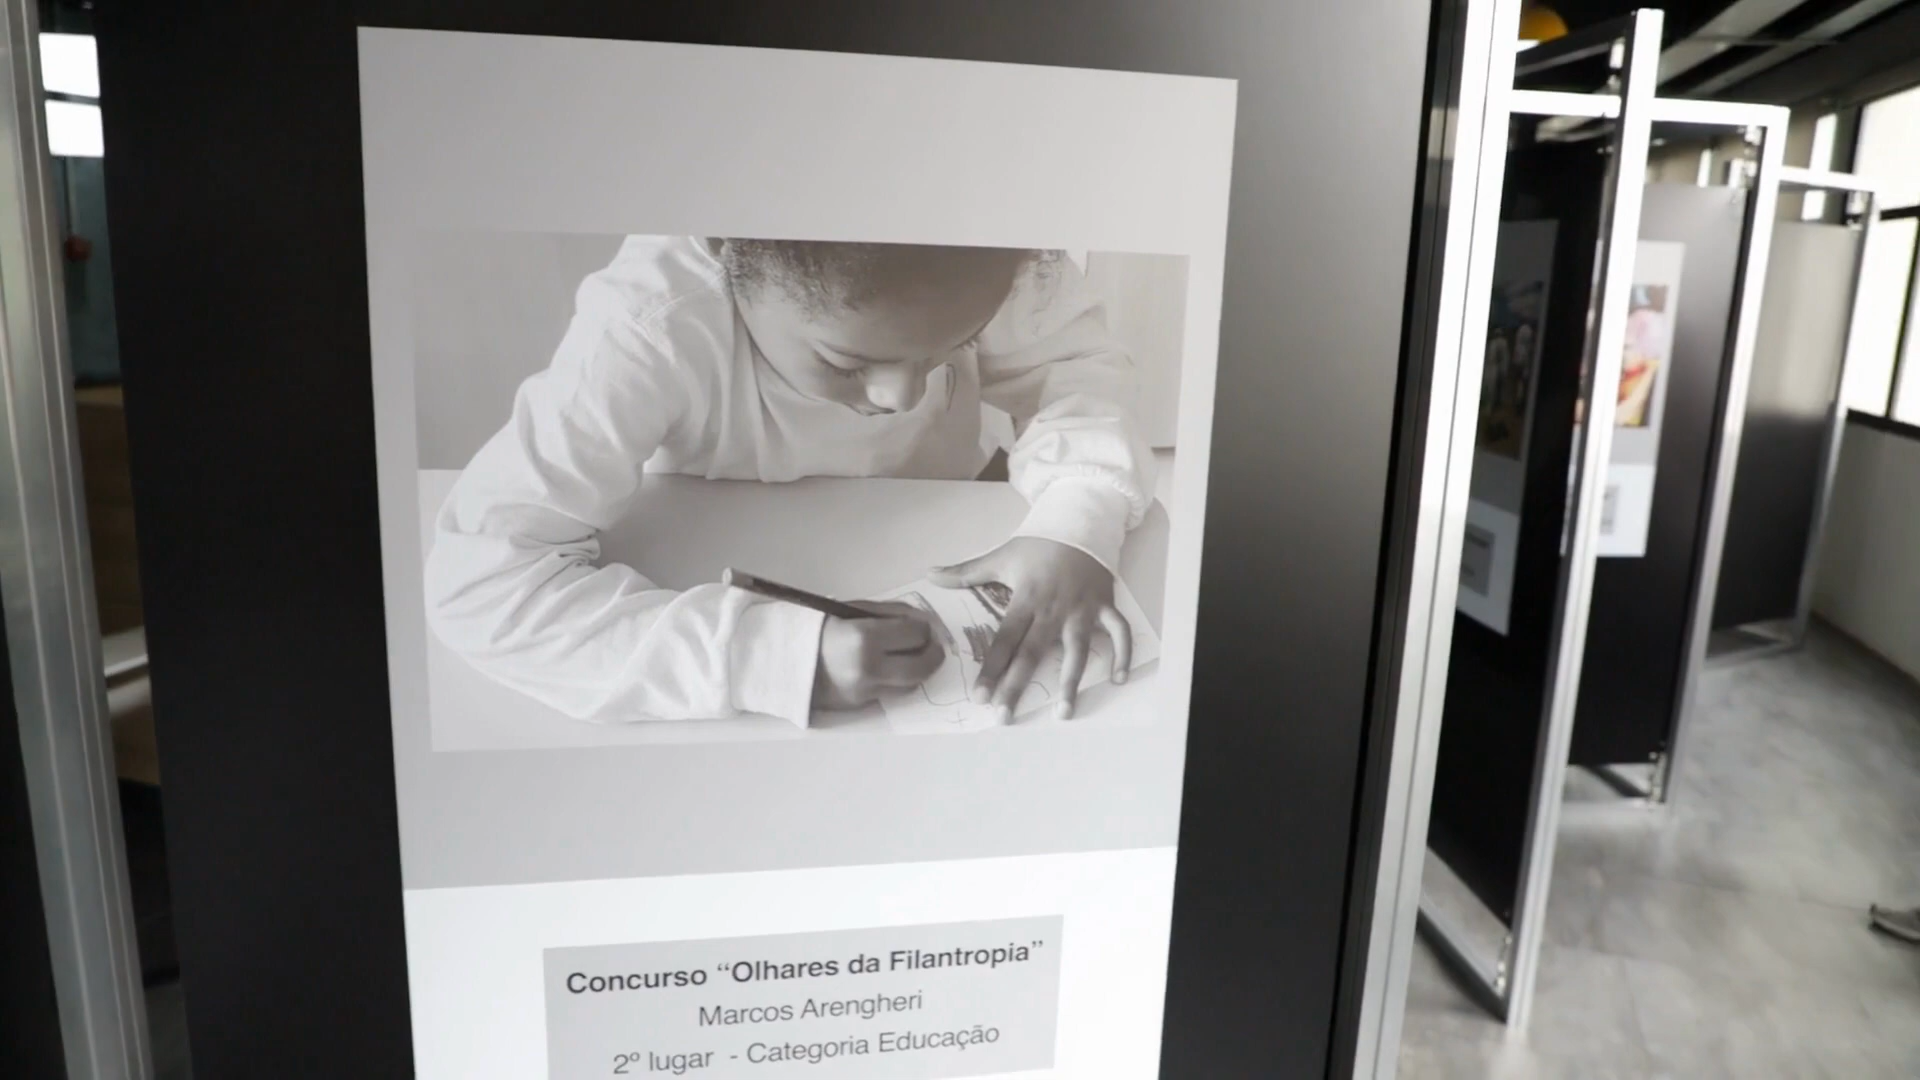 Concurso “Olhares da Filantropia”
Marcos Arengheri
2º lugar - Categoria Educação